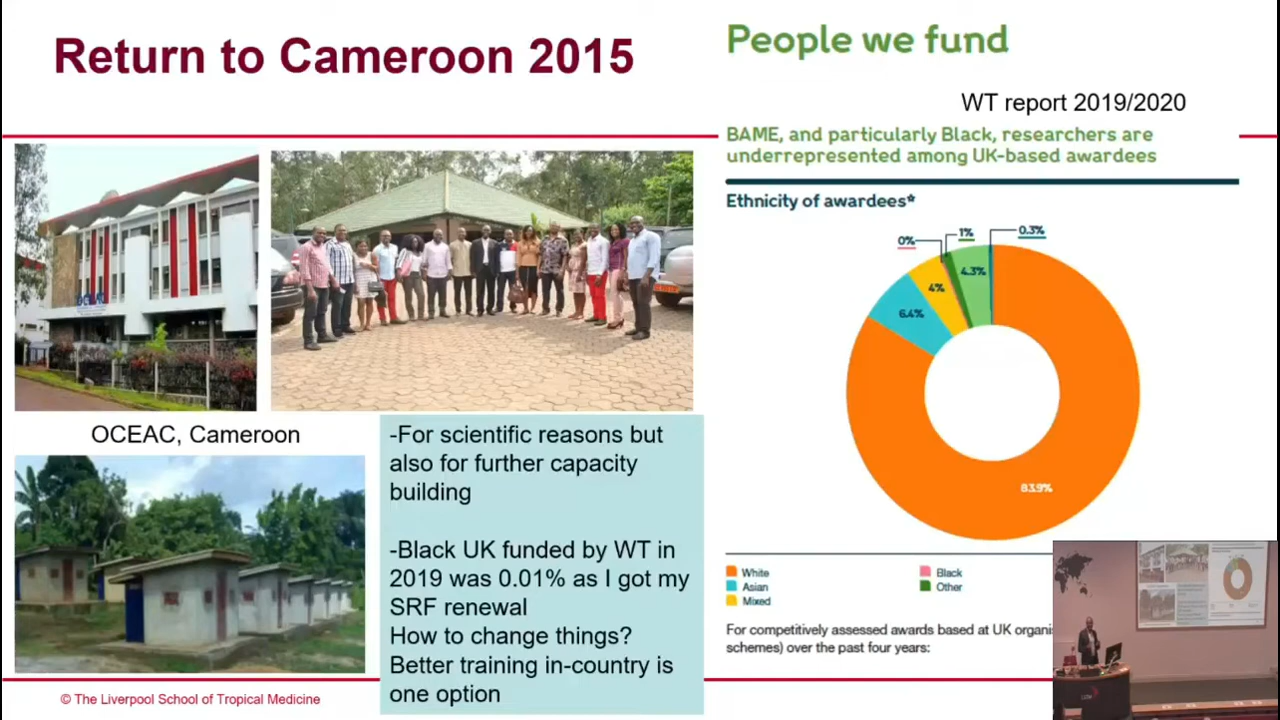 Return to Cameroon 2015
People we fund
WT report 2019/2020
BAME, and particularly Black, researchers are
underrepresented among UK-based awardees
Ethnicity of awardees*
0%
1%
0.3%
4.3%
4%
6.4%
83.9%
White
Asian
Mixed
Black
Other
For competitively assessed awards based at UK organi
schemes) over the past four years:
OCEAC
OCEAC, Cameroon
-For scientific reasons but
also for further capacity
building
-Black UK funded by WT in
2019 was 0.01% as I got my
SRF renewal
How to change things?
Better training in-country is
one option
© The Liverpool School of Tropical Medicine